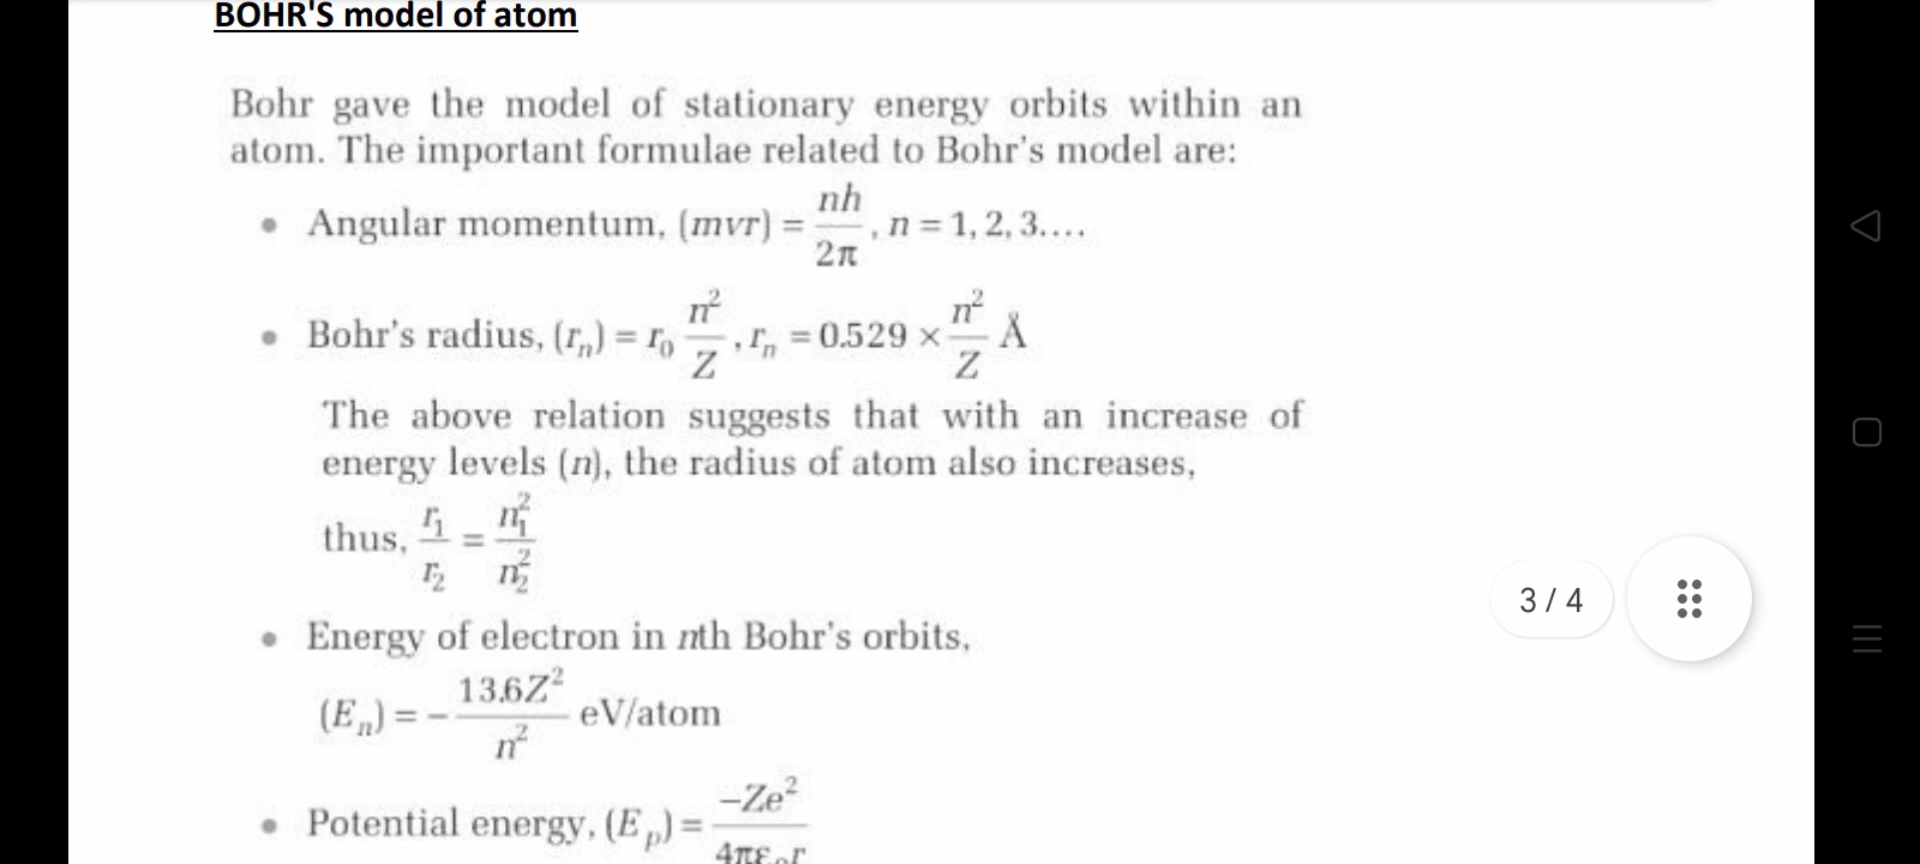 BOHR'S model of atom
Bohr gave the model of stationary energy orbits within an
atom. The important formulae related to Bohr's model are:
• Angular momentum, (mvr) = nh/2π , n = 1, 2, 3....
• Bohr's radius, (rₙ) = r₀ n²/Z , rₙ = 0.529 × n²/Z Å
The above relation suggests that with an increase of
energy levels (n), the radius of atom also increases,
thus, r₁/r₂ = n₁²/n₂²
• Energy of electron in nth Bohr's orbits,
(Eₙ) = − 13.6Z²/n² eV/atom
• Potential energy, (Eₚ) = −Ze²/4πε₀r
3 / 4